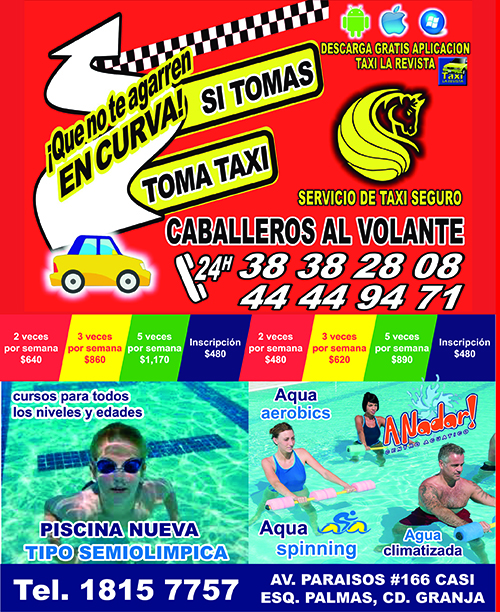 DESCARGA GRATIS APLICACION
TAXI LA REVISTA
Taxi
¡Que no te agarren
EN CURVA!
SI TOMAS
TOMA TAXI
SERVICIO DE TAXI SEGURO
CABALLEROS AL VOLANTE
24H 38 38 28 08
44 44 94 71
2 veces
por semana
$640
3 veces
por semana
$860
5 veces
por semana
$1,170
Inscripción
$480
2 veces
por semana
$480
3 veces
por semana
$620
5 veces
por semana
$890
Inscripción
$480
cursos para todos
los niveles y edades
PISCINA NUEVA
TIPO SEMIOLIMPICA
Aqua
aerobics
A Nadar!
CENTRO ACUATICO
Aqua
spinning
Agua
climatizada
Tel. 1815 7757
AV. PARAISOS #166 CASI
ESQ. PALMAS, CD. GRANJA